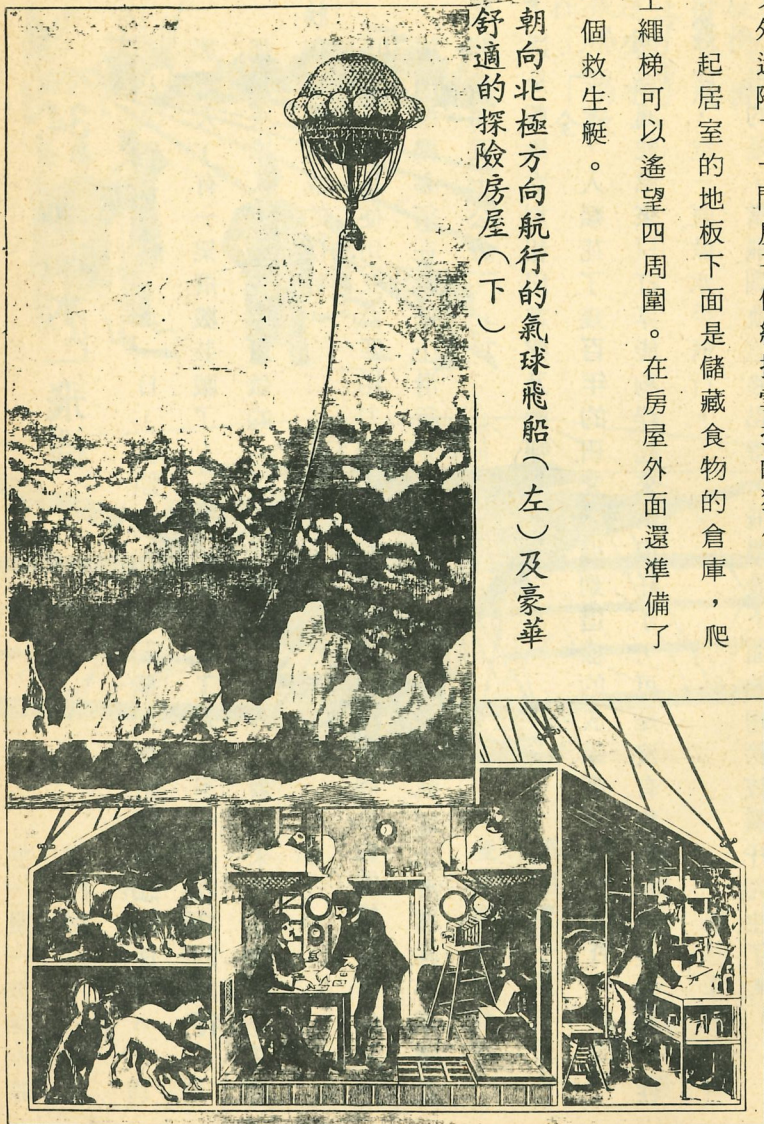 起居室的地板下面是儲藏食物的倉庫，爬
上繩梯可以遙望四周圍。在房屋外面還準備了
個救生艇。
朝向北極方向航行的氣球飛船（左）及豪華
舒適的探險房屋（下）